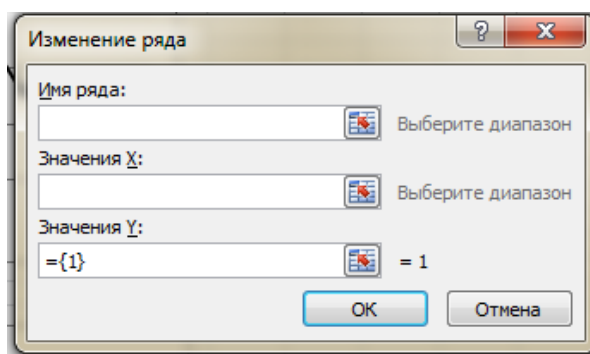 Изменение ряда
Имя ряда:
Выберите диапазон
Значения X:
Выберите диапазон
Значения Y:
={1} = 1
ОК Отмена